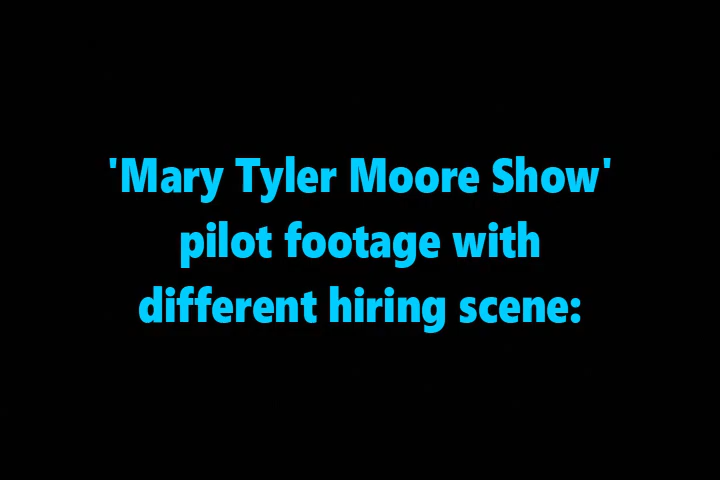 'Mary Tyler Moore Show'
pilot footage with
different hiring scene: